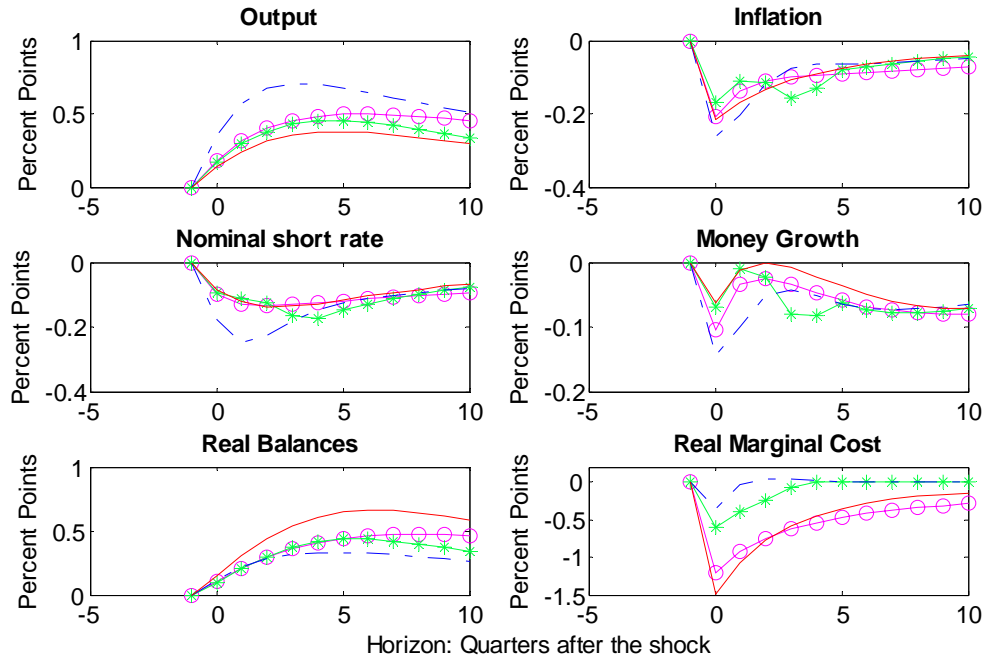 Output
Inflation
Percent Points
1
0.5
0
-5 0 5 10
Percent Points
0
-0.2
-0.4
-5 0 5 10
Nominal short rate
Money Growth
Percent Points
0
-0.2
-0.4
-5 0 5 10
Percent Points
0
-0.1
0.2
-5 0 5 10
Real Balances
Real Marginal Cost
Percent Points
1
0.5
0
-5 0 5 10
Percent Points
0
-0.5
-1
-1.5
-5 0 5 10
Horizon: Quarters after the shock